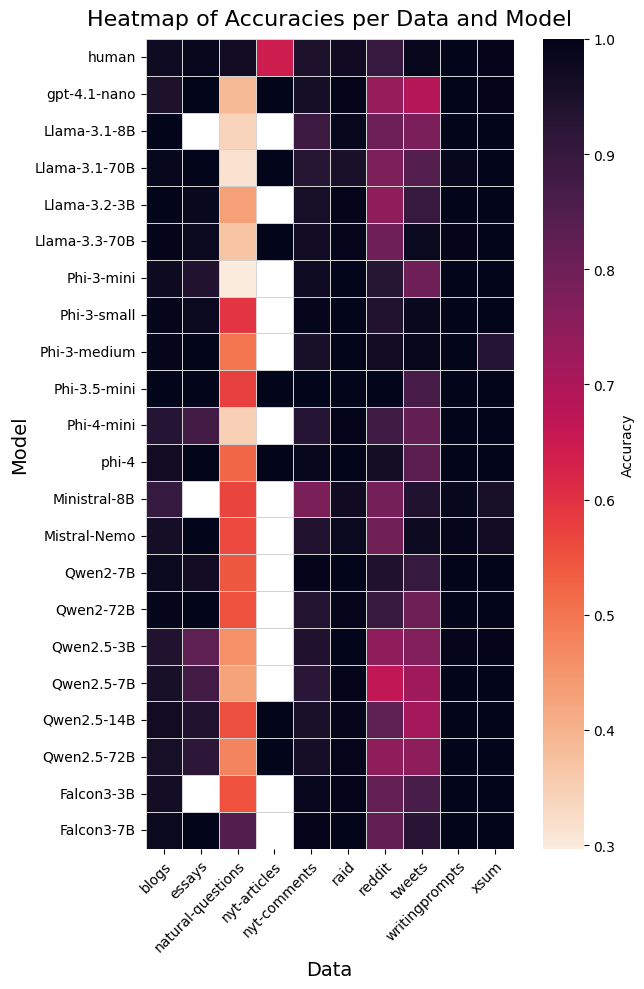 Heatmap of Accuracies per Data and Model
human
gpt-4.1-nano
Llama-3.1-8B
Llama-3.1-70B
Llama-3.2-3B
Llama-3.3-70B
Phi-3-mini
Phi-3-small
Phi-3-medium
Phi-3.5-mini
Phi-4-mini
phi-4
Ministral-8B
Mistral-Nemo
Qwen2-7B
Qwen2-72B
Qwen2.5-3B
Qwen2.5-7B
Qwen2.5-14B
Qwen2.5-72B
Falcon3-3B
Falcon3-7B
Model
blogs
essays
natural-questions
nyt-articles
nyt-comments
raid
reddit
tweets
writingprompts
xsum
Data
1.0
0.9
0.8
0.7
0.6
0.5
0.4
0.3
Accuracy